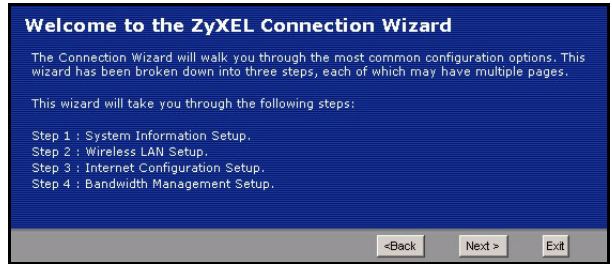 Welcome to the ZyXEL Connection Wizard
The Connection Wizard will walk you through the most common configuration options. This
wizard has been broken down into three steps, each of which may have multiple pages.
This wizard will take you through the following steps:
Step 1 : System Information Setup.
Step 2 : Wireless LAN Setup.
Step 3 : Internet Configuration Setup.
Step 4 : Bandwidth Management Setup.
<Back Next > Exit